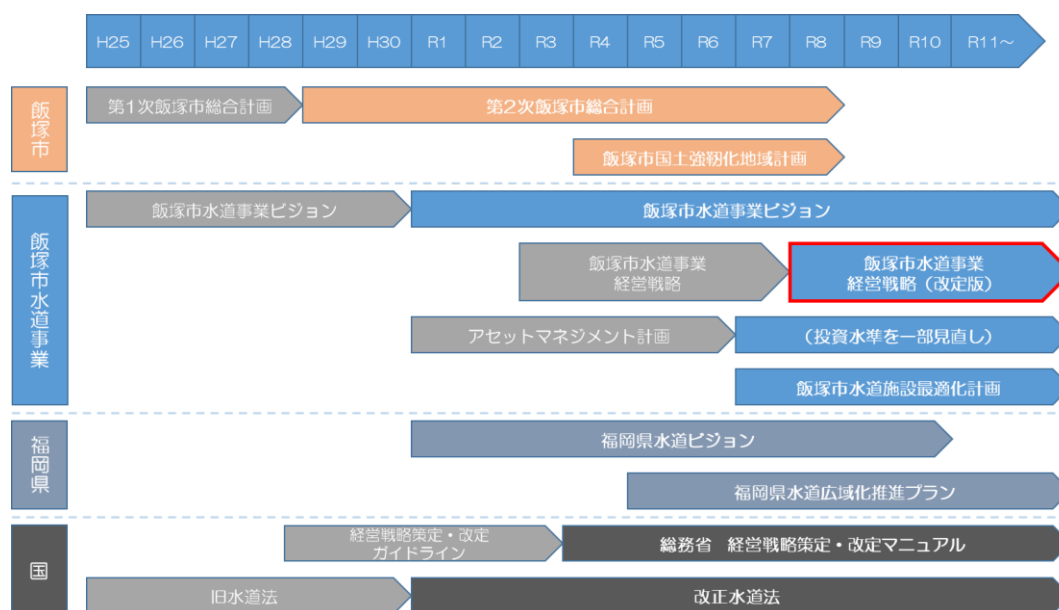 H25 H26 H27 H28 H29 H30 R1 R2 R3 R4 R5 R6 R7 R8 R9 R10 R11～
飯塚市
第1次飯塚市総合計画
第2次飯塚市総合計画
飯塚市国土強靭化地域計画
飯塚市水道事業
飯塚市水道事業ビジョン
飯塚市水道事業ビジョン
飯塚市水道事業
経営戦略
飯塚市水道事業
経営戦略（改定版）
アセットマネジメント計画
（投資水準を一部見直し）
飯塚市水道施設最適化計画
福岡県
福岡県水道ビジョン
福岡県水道広域化推進プラン
国
経営戦略策定・改定
ガイドライン
総務省　経営戦略策定・改定マニュアル
旧水道法
改正水道法